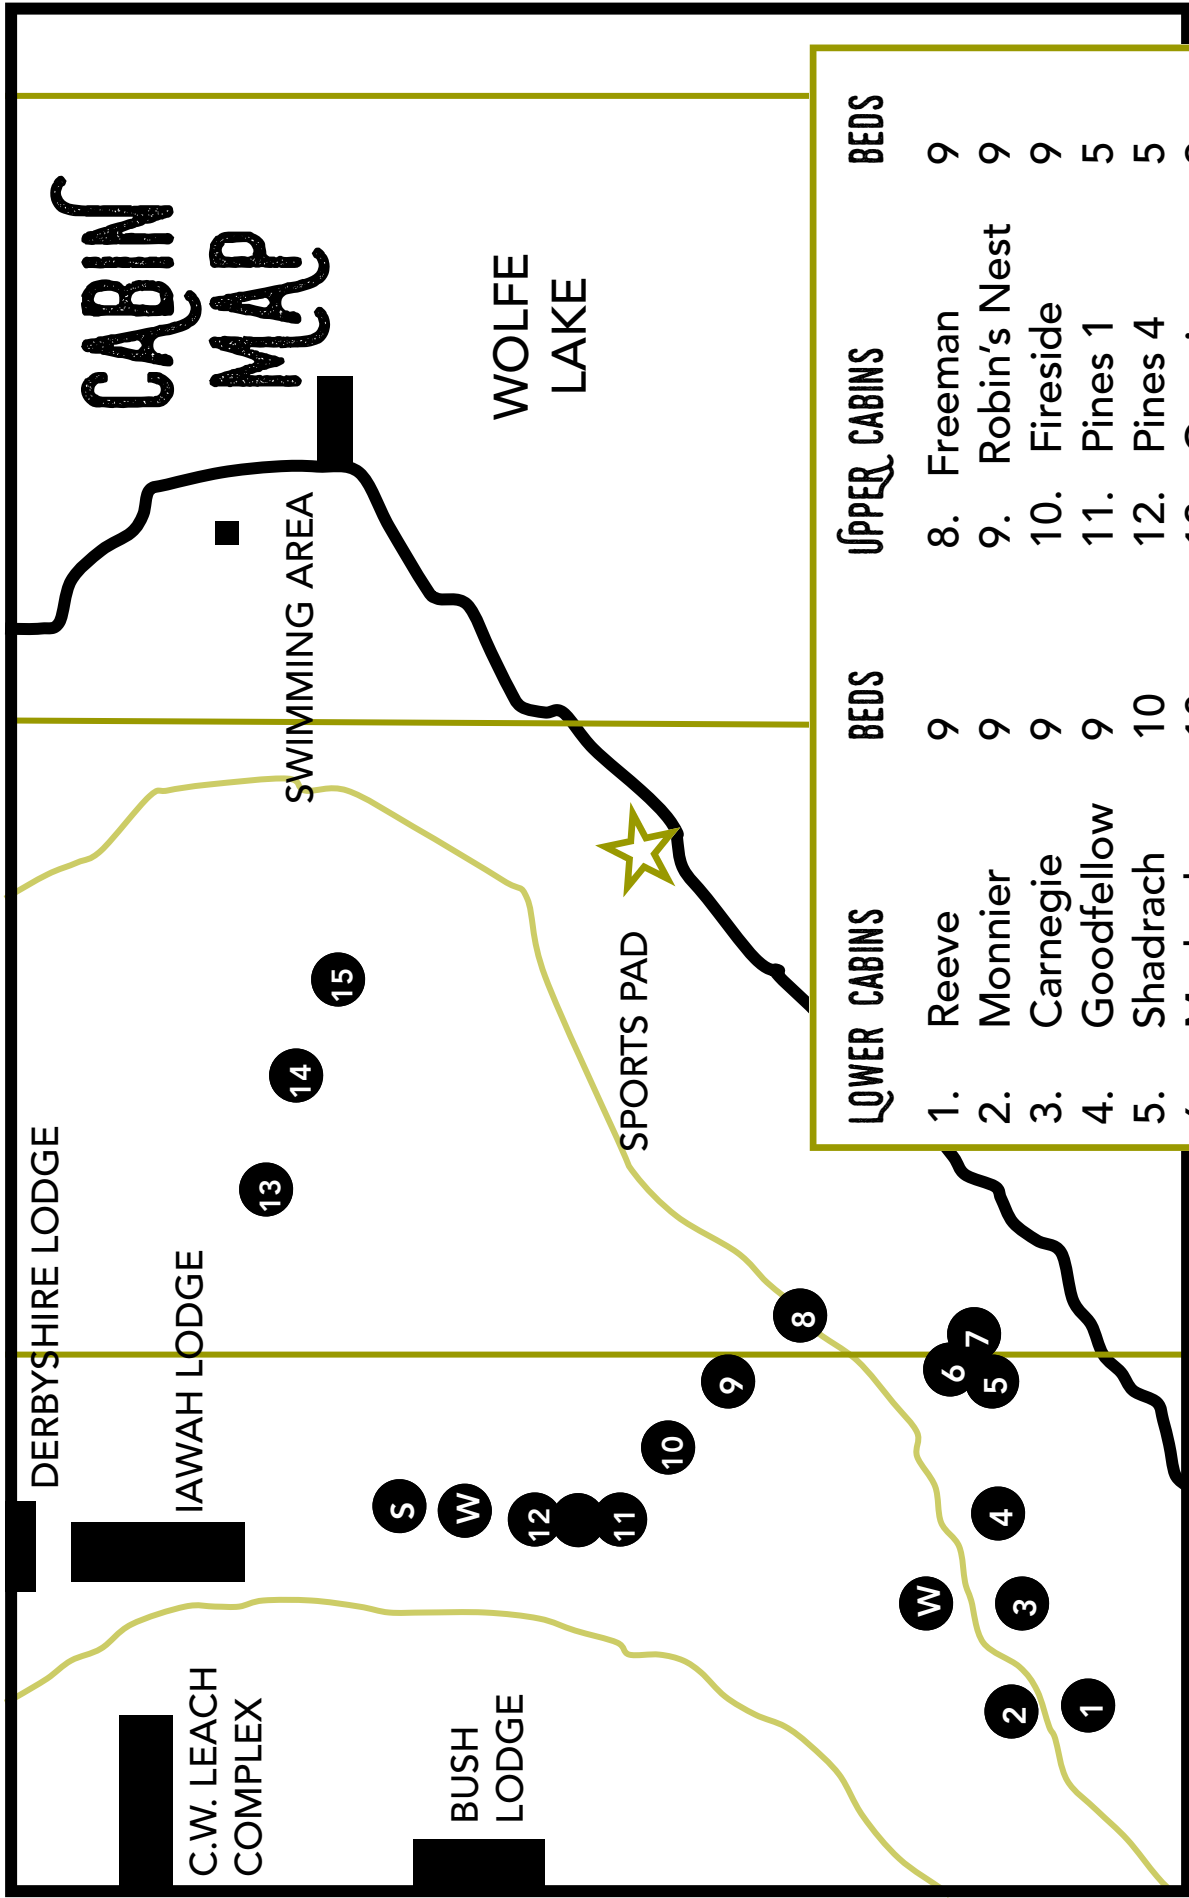 CABIN
MAP
DERBYSHIRE LODGE
IAWAH LODGE
C.W. LEACH
COMPLEX
BUSH
LODGE
SWIMMING AREA
WOLFE
LAKE
SPORTS PAD
13
14
15
S
W
12
11
10
9
8
W
6
7
5
4
3
2
1
LOWER CABINS BEDS UPPER CABINS BEDS
1. Reeve 9 8. Freeman 9
2. Monnier 9 9. Robin's Nest 9
3. Carnegie 9 10. Fireside 9
4. Goodfellow 9 11. Pines 1 5
5. Shadrach 10 12. Pines 4 5